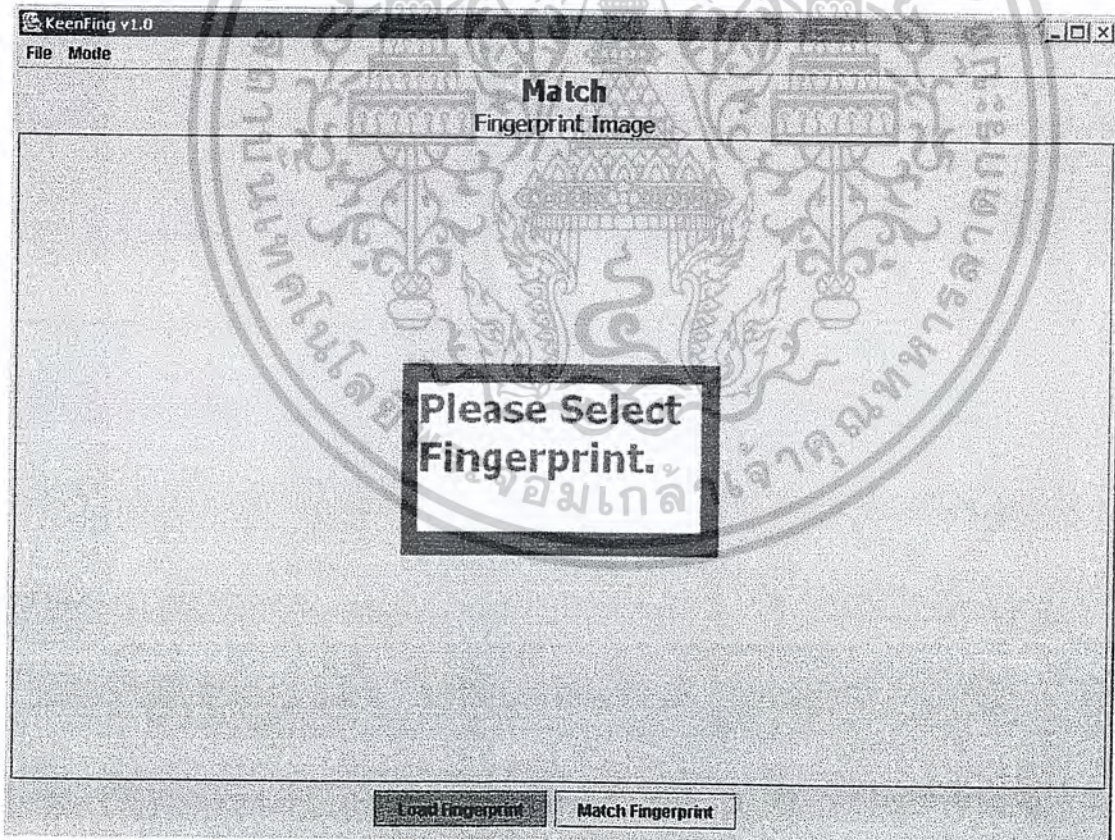 KeenFing v1.0
File Mode
Match
Fingerprint Image
Please Select
Fingerprint.
Load Fingerprint Match Fingerprint